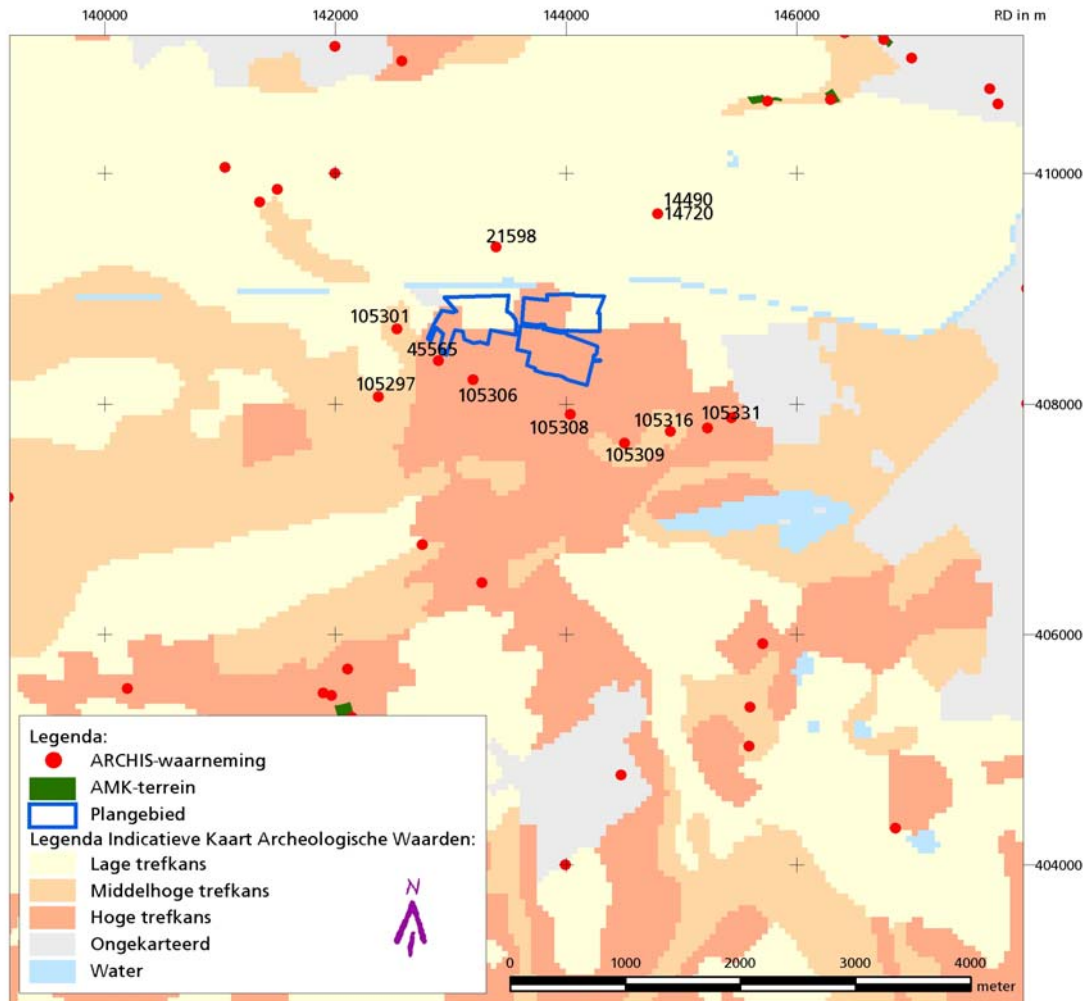 140000 142000 144000 146000 RD in m
410000
14490
14720
21598
105301
45565
105297
105306
408000
105308
105316
105331
105309
406000
404000
Legenda:
ARCHIS-waarneming
AMK-terrein
Plangebied
Legenda Indicatieve Kaart Archeologische Waarden:
Lage trefkans
Middelhoge trefkans
Hoge trefkans
Ongekarteerd
Water
N
0 1000 2000 3000 4000
meter